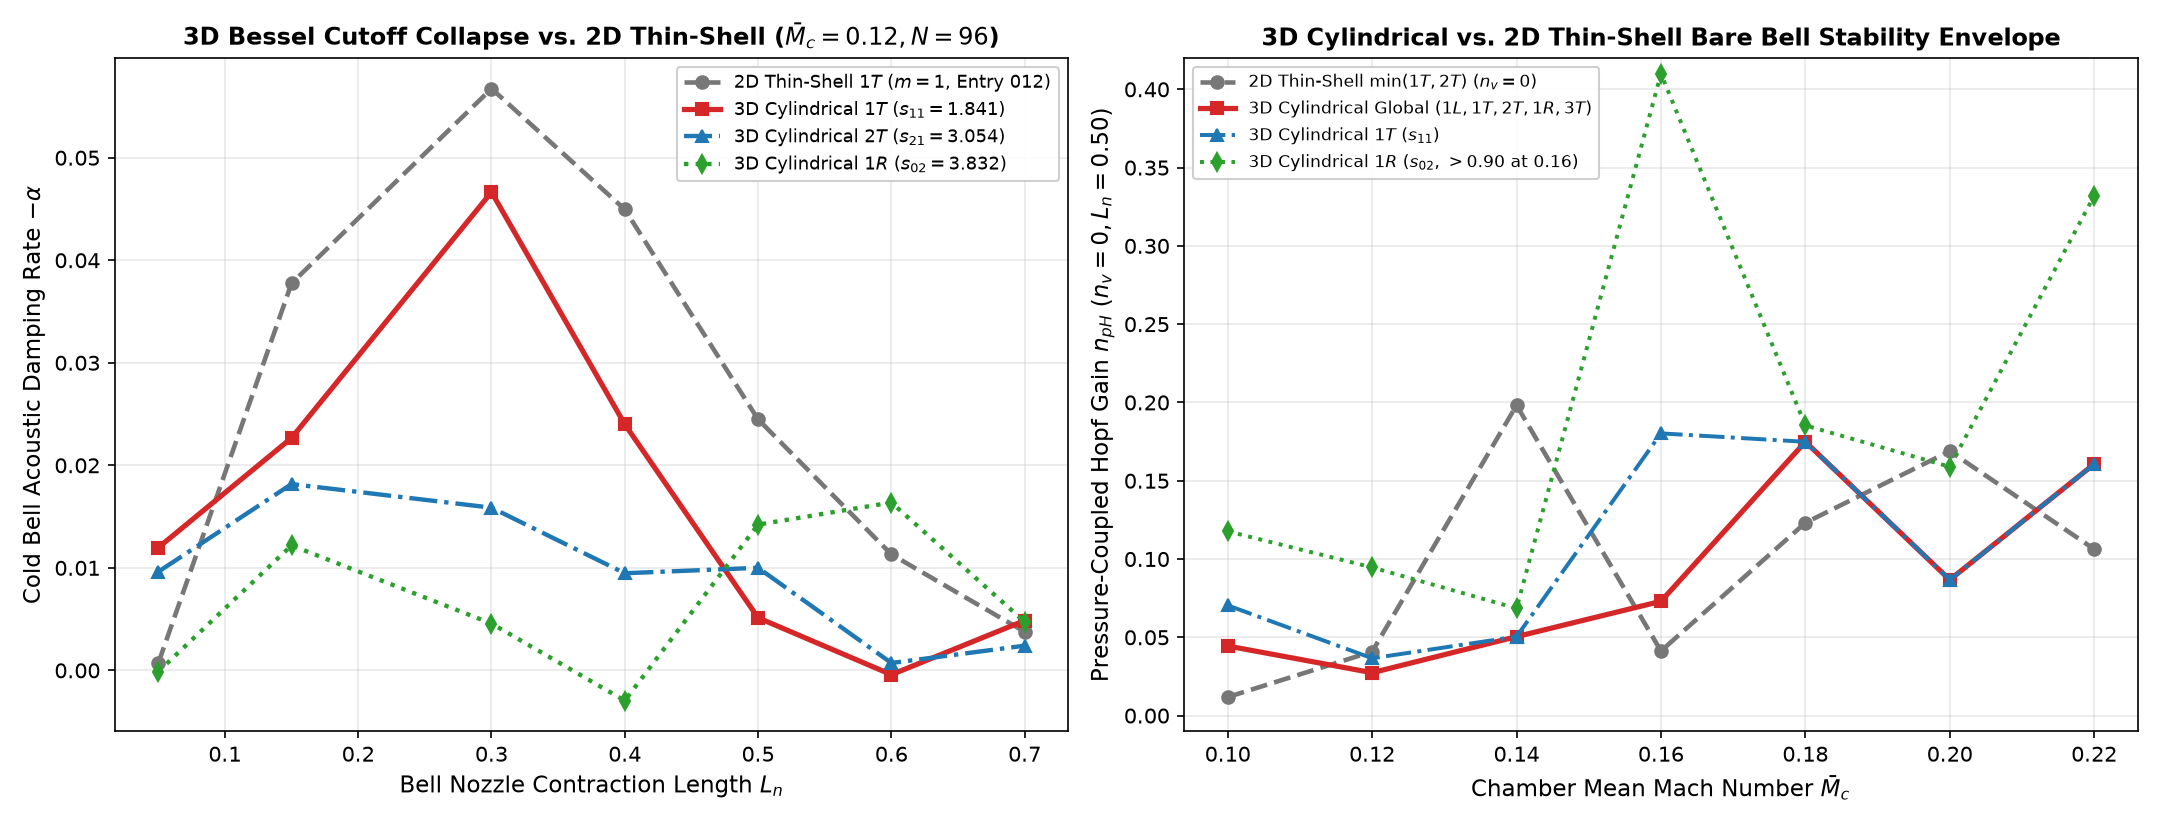 3D Bessel Cutoff Collapse vs. 2D Thin-Shell (M̄_c = 0.12, N = 96)
Cold Bell Acoustic Damping Rate −α
0.05
0.04
0.03
0.02
0.01
0.00
2D Thin-Shell 1T (m = 1, Entry 012)
3D Cylindrical 1T (s₁₁ = 1.841)
3D Cylindrical 2T (s₂₁ = 3.054)
3D Cylindrical 1R (s₀₂ = 3.832)
0.1 0.2 0.3 0.4 0.5 0.6 0.7
Bell Nozzle Contraction Length L_n
3D Cylindrical vs. 2D Thin-Shell Bare Bell Stability Envelope
Pressure-Coupled Hopf Gain n_pH (n_v = 0, L_n = 0.50)
0.40
0.35
0.30
0.25
0.20
0.15
0.10
0.05
0.00
2D Thin-Shell min(1T, 2T) (n_v = 0)
3D Cylindrical Global (1L, 1T, 2T, 1R, 3T)
3D Cylindrical 1T (s₁₁)
3D Cylindrical 1R (s₀₂, > 0.90 at 0.16)
0.10 0.12 0.14 0.16 0.18 0.20 0.22
Chamber Mean Mach Number M̄_c